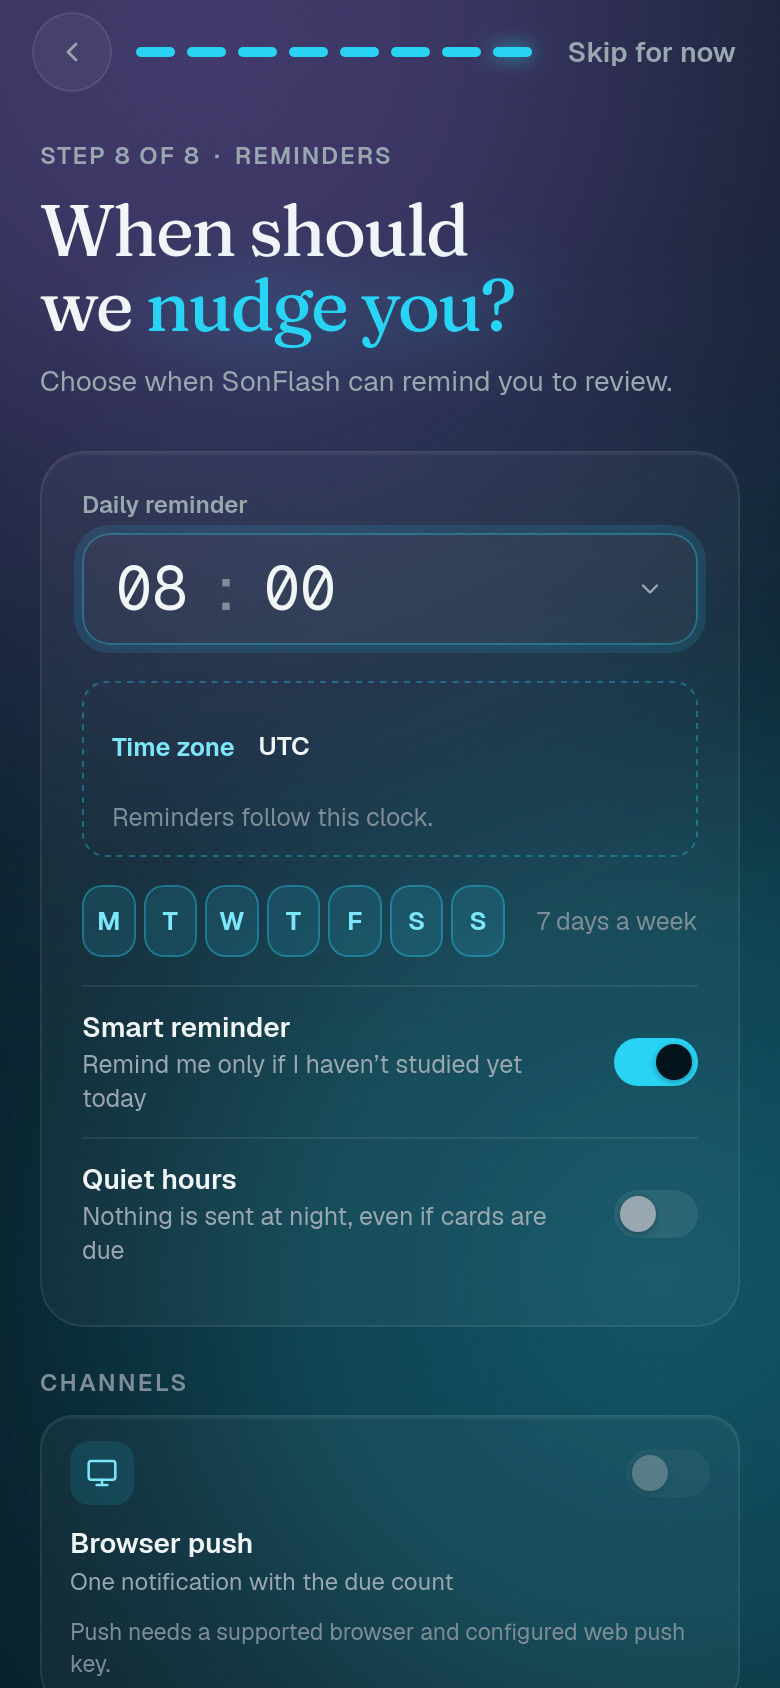 Skip for now
STEP 8 OF 8 · REMINDERS
When should
we nudge you?
Choose when SonFlash can remind you to review.
Daily reminder
08 : 00
Time zone UTC
Reminders follow this clock.
M T W T F S S 7 days a week
Smart reminder
Remind me only if I haven’t studied yet
today
Quiet hours
Nothing is sent at night, even if cards are
due
CHANNELS
Browser push
One notification with the due count
Push needs a supported browser and configured web push
key.